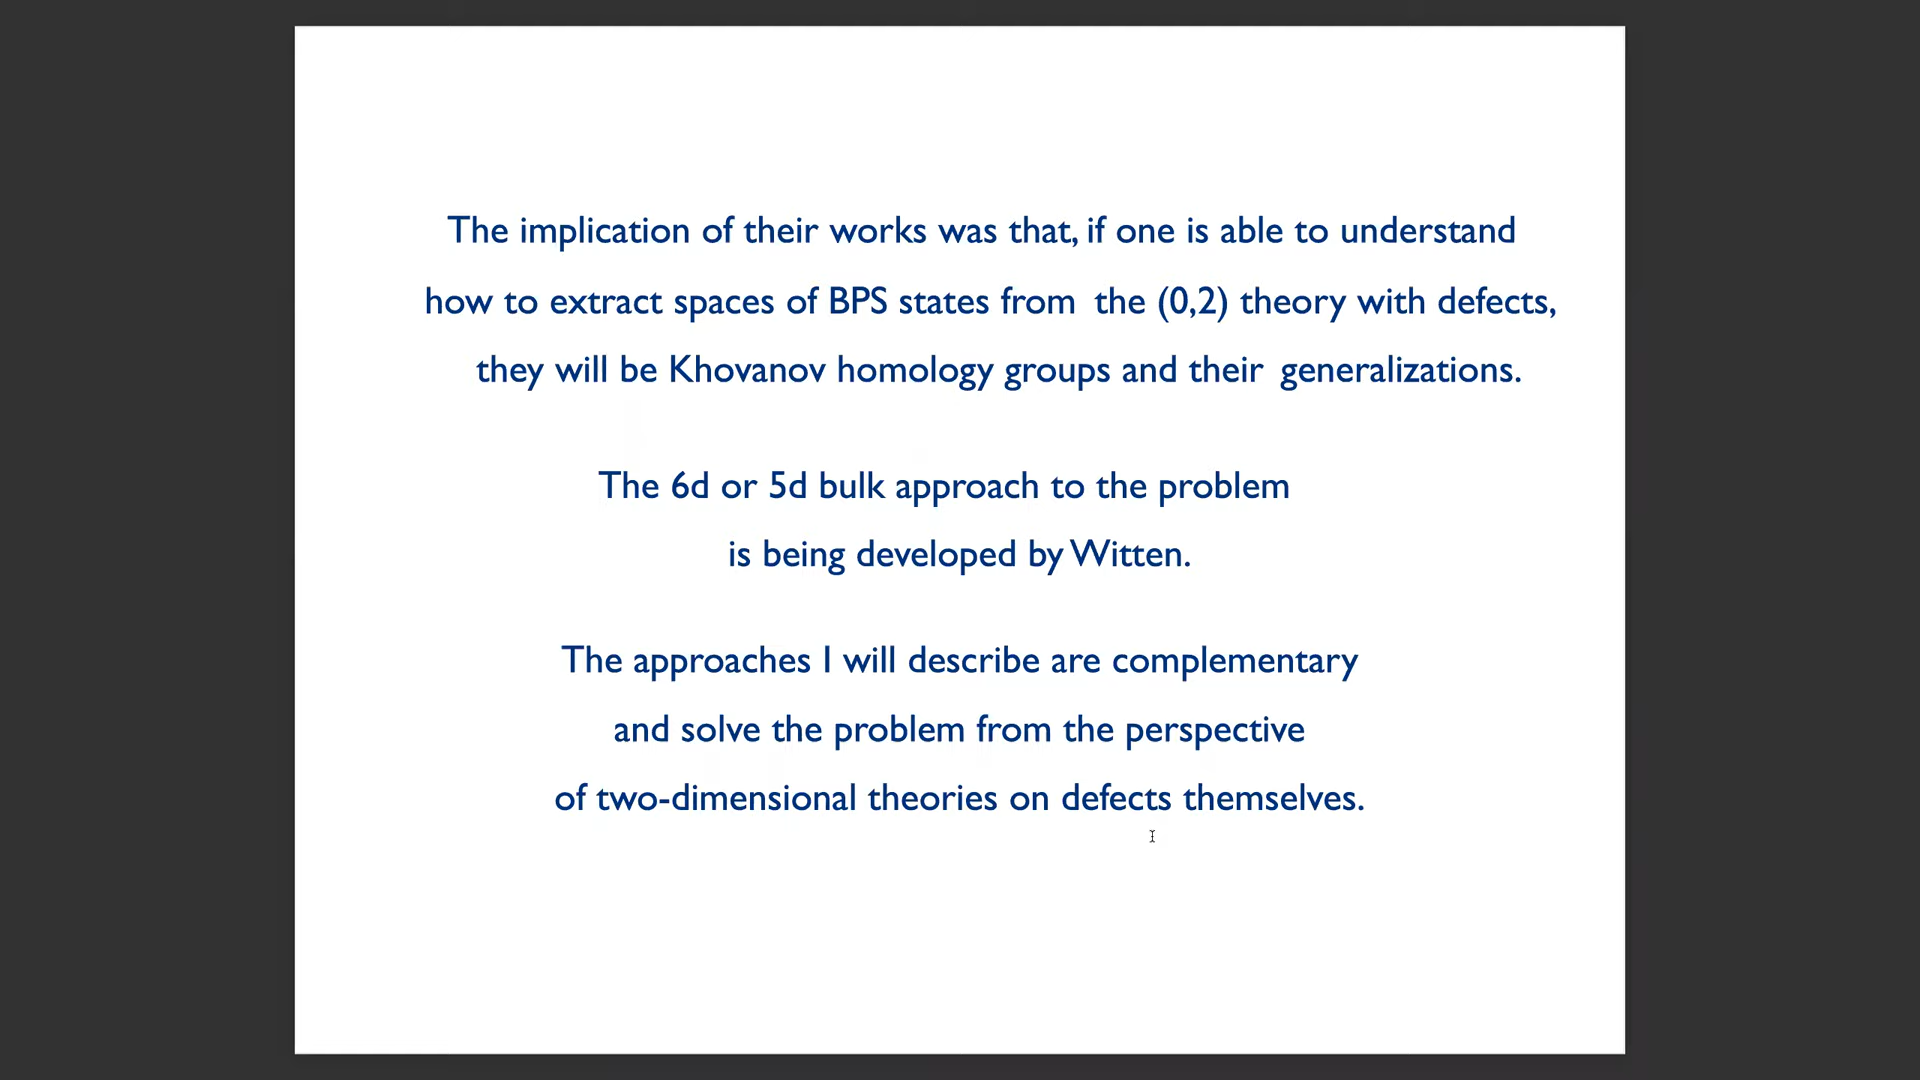 The implication of their works was that, if one is able to understand
how to extract spaces of BPS states from the (0,2) theory with defects,
they will be Khovanov homology groups and their generalizations.
The 6d or 5d bulk approach to the problem
is being developed by Witten.
The approaches I will describe are complementary
and solve the problem from the perspective
of two-dimensional theories on defects themselves.